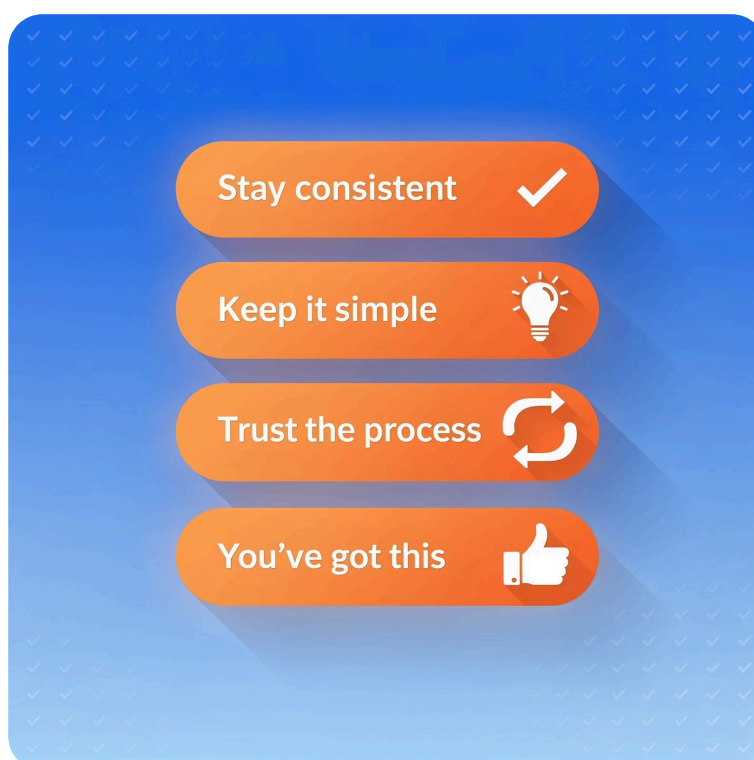 Stay consistent
Keep it simple
Trust the process
You’ve got this